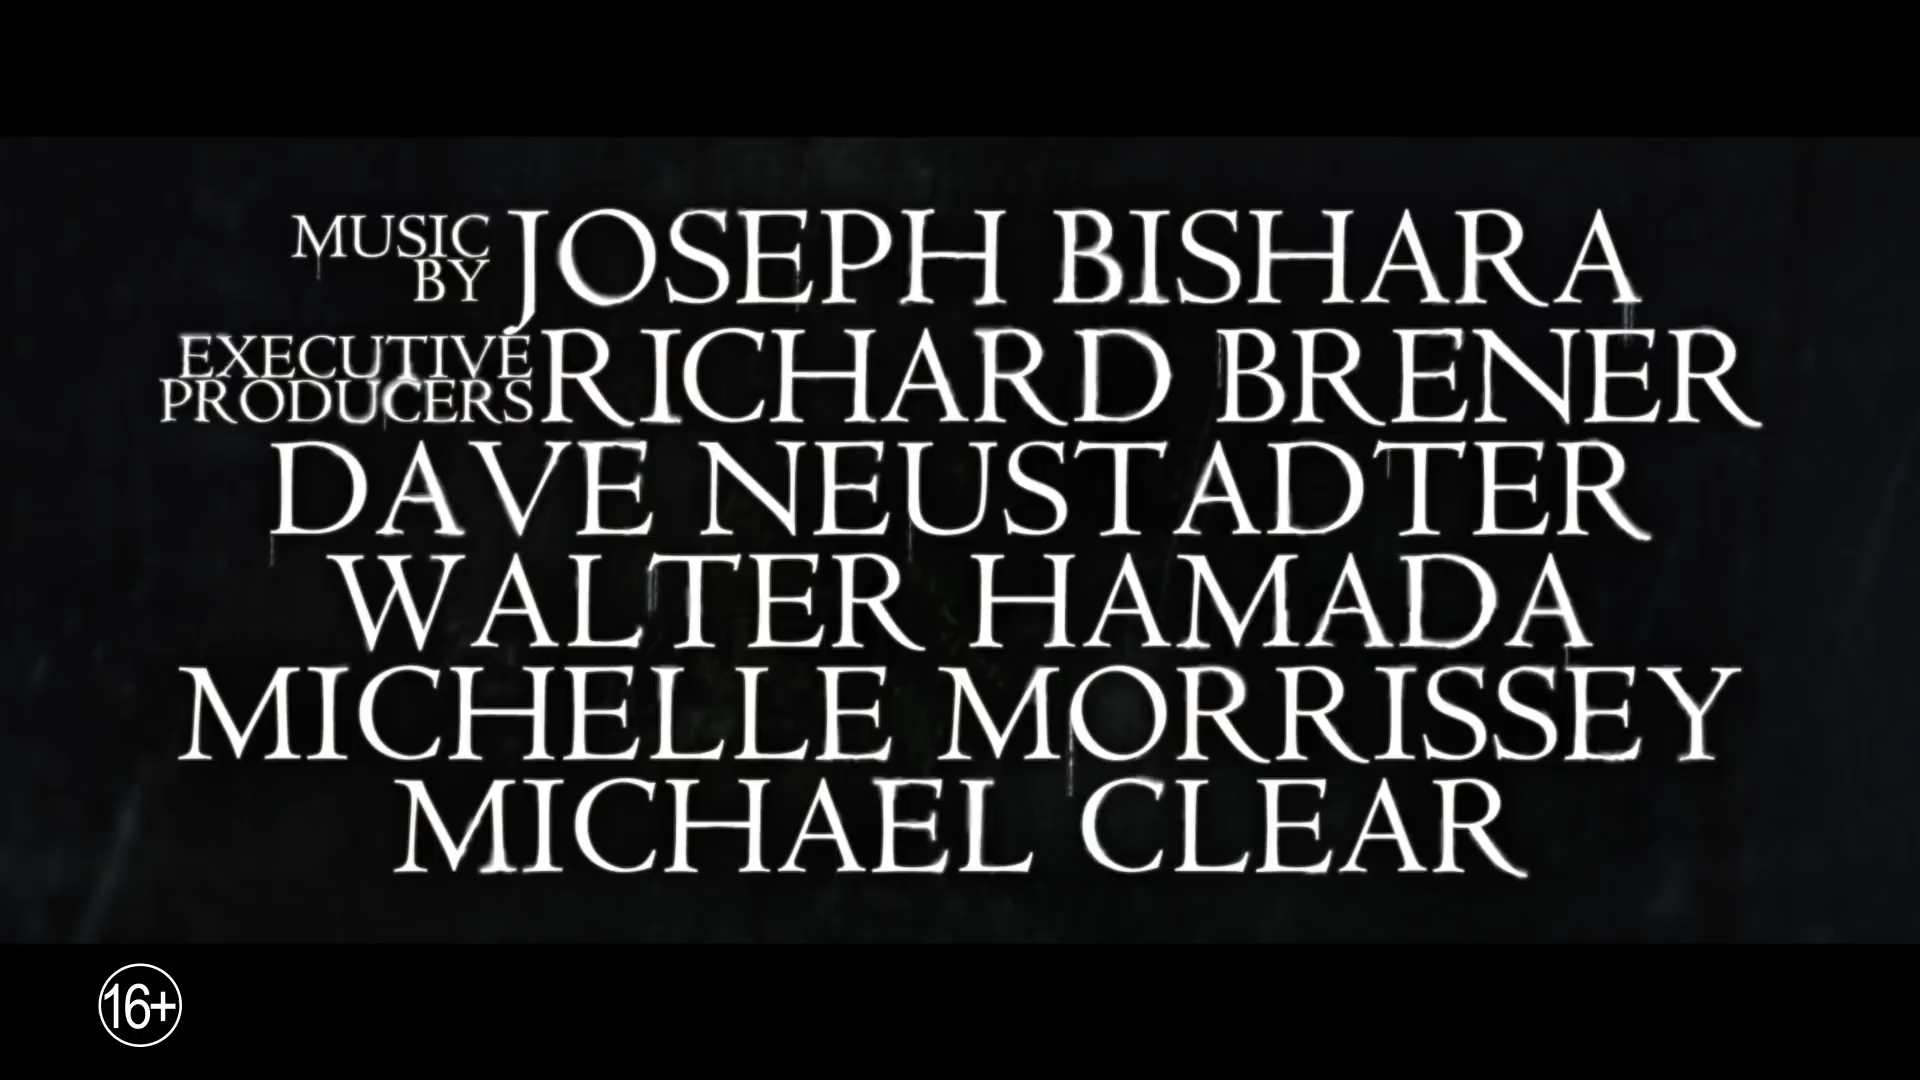 MUSIC BY JOSEPH BISHARA
EXECUTIVE PRODUCERS RICHARD BRENER
DAVE NEUSTADTER
WALTER HAMADA
MICHELLE MORRISSEY
MICHAEL CLEAR
16+